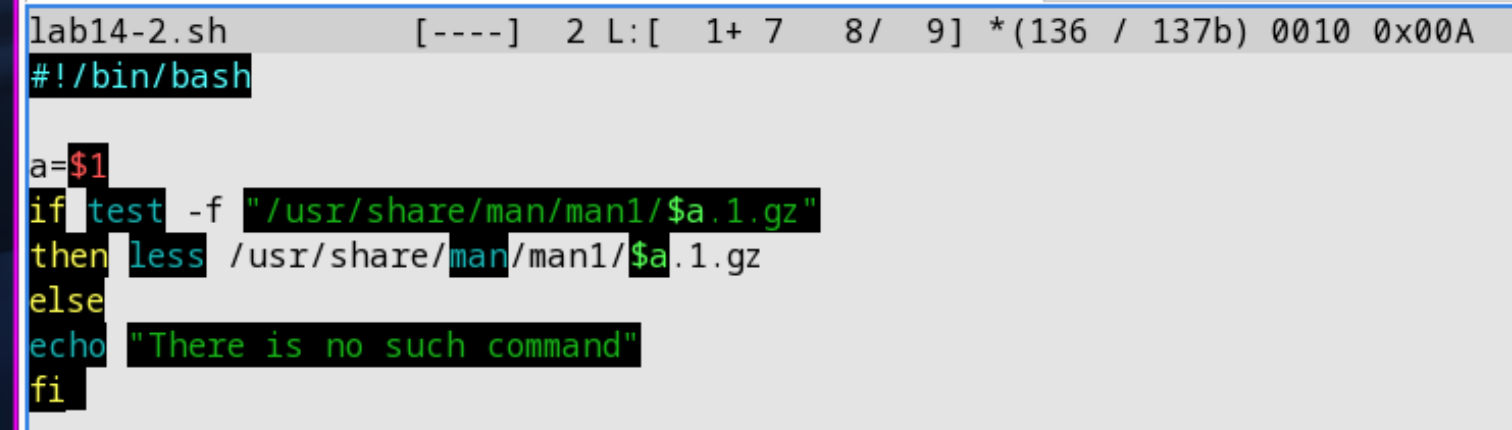 lab14-2.sh [----] 2 L:[ 1+ 7 8/ 9] *(136 / 137b) 0010 0x00A
#!/bin/bash
a=$1
if test -f "/usr/share/man/man1/$a.1.gz"
then less /usr/share/man/man1/$a.1.gz
else
echo "There is no such command"
fi